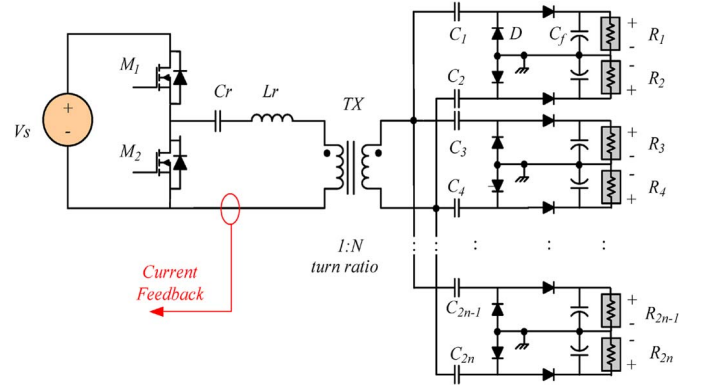 C1 D Cf + - R1
M1
Cr Lr TX C2 - + R2
+ - Vs
M2
C3 + - R3
C4 - + R4
1:N
turn ratio
: : : : :
Current
Feedback
C2n-1 + - R2n-1
C2n - + R2n